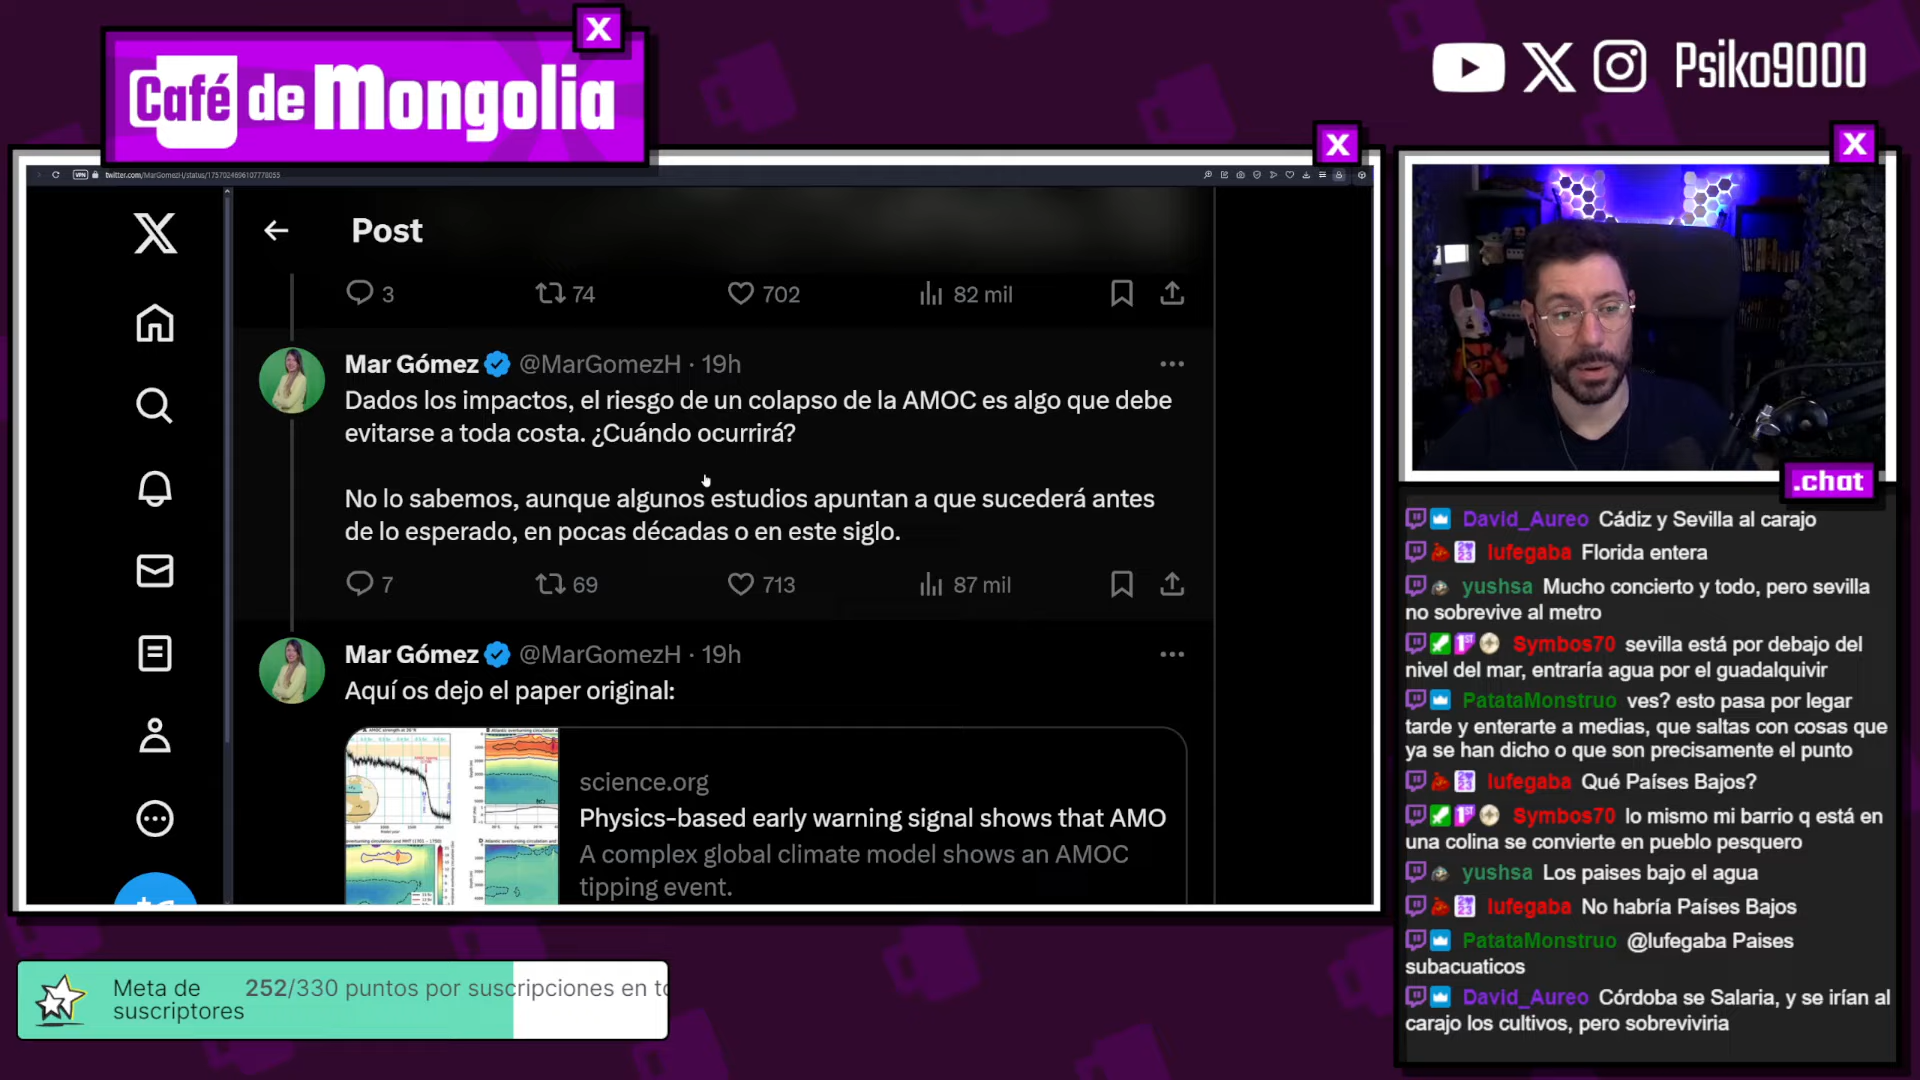 X
Café de Mongolia
Psiko9000
X
X
VPN
twitter.com/MarGomezH/status/1757024696107778055
Post
3
74
702
82 mil
Mar Gómez @MarGomezH · 19h
Dados los impactos, el riesgo de un colapso de la AMOC es algo que debe
evitarse a toda costa. ¿Cuándo ocurrirá?
No lo sabemos, aunque algunos estudios apuntan a que sucederá antes
de lo esperado, en pocas décadas o en este siglo.
7
69
713
87 mil
Mar Gómez @MarGomezH · 19h
Aquí os dejo el paper original:
science.org
Physics-based early warning signal shows that AMO
A complex global climate model shows an AMOC
tipping event.
.chat
David_Aureo Cádiz y Sevilla al carajo
lufegaba Florida entera
yushsa Mucho concierto y todo, pero sevilla
no sobrevive al metro
Symbos70 sevilla está por debajo del
nivel del mar, entraría agua por el guadalquivir
PatataMonstruo ves? esto pasa por legar
tarde y enterarte a medias, que saltas con cosas que
ya se han dicho o que son precisamente el punto
lufegaba Qué Países Bajos?
Symbos70 lo mismo mi barrio q está en
una colina se convierte en pueblo pesquero
yushsa Los paises bajo el agua
lufegaba No habría Países Bajos
PatataMonstruo @lufegaba Paises
subacuaticos
David_Aureo Córdoba se Salaria, y se irían al
carajo los cultivos, pero sobreviviria
Meta de
suscriptores
252/330 puntos por suscripciones en to